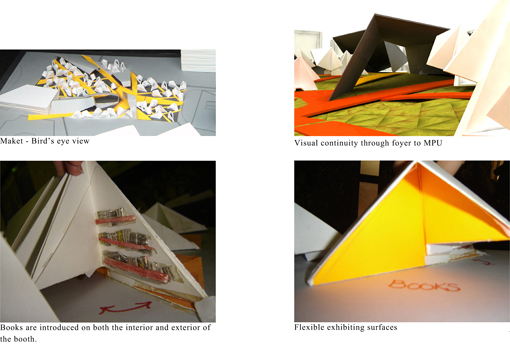 Maket - Bird's eye view
Visual continuity through foyer to MPU
BOOKS
Books are introduced on both the interior and exterior of
the booth.
Flexible exhibiting surfaces